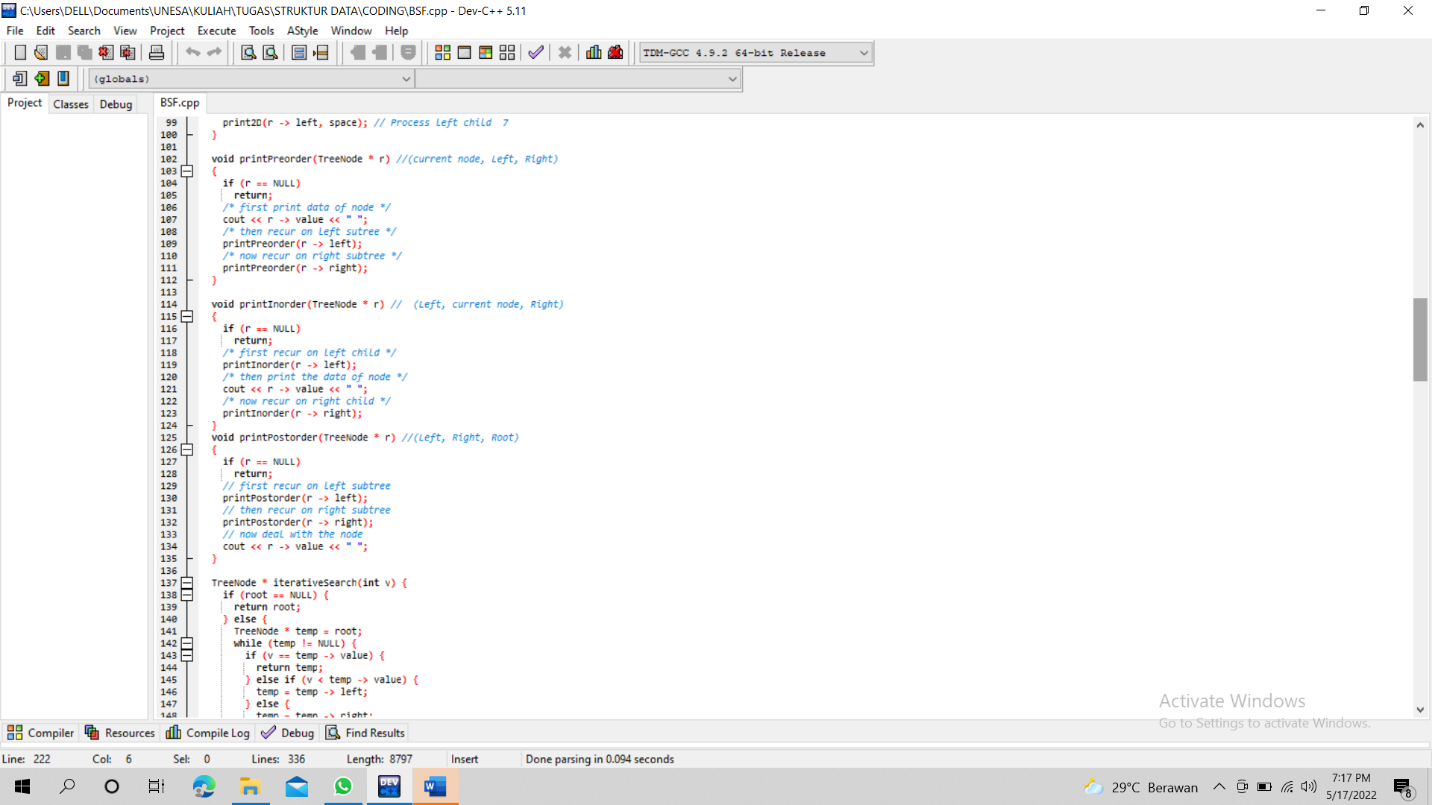 C:\Users\DELL\Documents\UNESA\KULIAH\TUGAS\STRUKTUR DATA\CODING\BSF.cpp - Dev-C++ 5.11
File Edit Search View Project Execute Tools AStyle Window Help
TDM-GCC 4.9.2 64-bit Release
(globals)
Project Classes Debug BSF.cpp
99 print2D(r -> left, space); // Process left child 7
100 }
101
102 void printPreorder(TreeNode * r) //(current node, Left, Right)
103 {
104 if (r == NULL)
105 return;
106 /* first print data of node */
107 cout << r -> value << " ";
108 /* then recur on left sutree */
109 printPreorder(r -> left);
110 /* now recur on right subtree */
111 printPreorder(r -> right);
112 }
113
114 void printInorder(TreeNode * r) // (Left, current node, Right)
115 {
116 if (r == NULL)
117 return;
118 /* first recur on left child */
119 printInorder(r -> left);
120 /* then print the data of node */
121 cout << r -> value << " ";
122 /* now recur on right child */
123 printInorder(r -> right);
124 }
125 void printPostorder(TreeNode * r) //(Left, Right, Root)
126 {
127 if (r == NULL)
128 return;
129 // first recur on left subtree
130 printPostorder(r -> left);
131 // then recur on right subtree
132 printPostorder(r -> right);
133 // now deal with the node
134 cout << r -> value << " ";
135 }
136
137 TreeNode * iterativeSearch(int v) {
138 if (root == NULL) {
139 return root;
140 } else {
141 TreeNode * temp = root;
142 while (temp != NULL) {
143 if (v == temp -> value) {
144 return temp;
145 } else if (v < temp -> value) {
146 temp = temp -> left;
147 } else {
148 temp = temp -> right;
Activate Windows
Go to Settings to activate Windows.
Compiler Resources Compile Log Debug Find Results
Line: 222 Col: 6 Sel: 0 Lines: 336 Length: 8797 Insert Done parsing in 0.094 seconds
DEV W 29°C Berawan 7:17 PM
5/17/2022 8